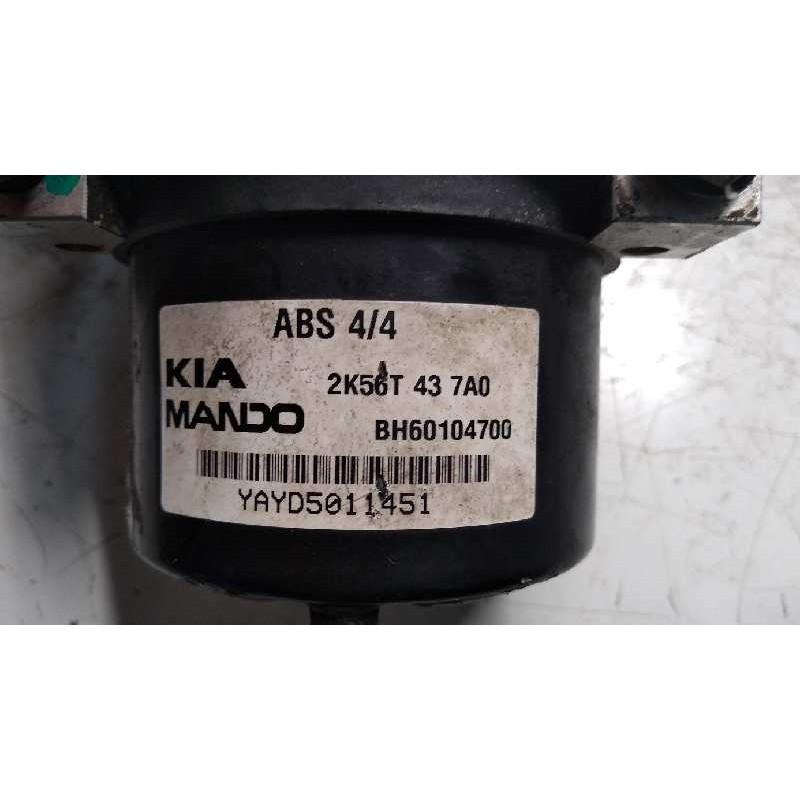 ABS 4/4
KIA 2K56T 43 7A0
MANDO BH60104700
YAYD5011451